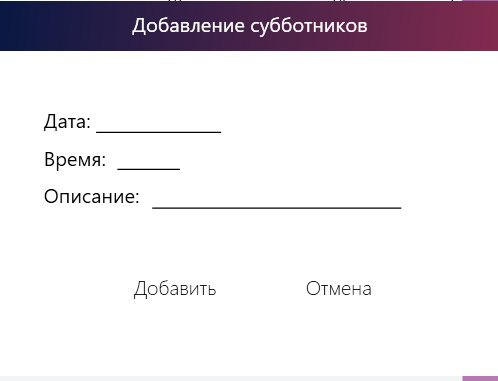 Добавление субботников
Дата:
Время:
Описание:
Добавить Отмена